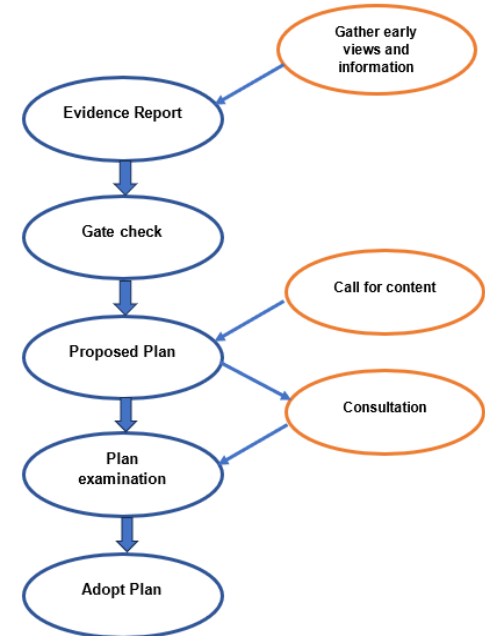 Gather early
views and
information
Evidence Report
Gate check
Call for content
Proposed Plan
Consultation
Plan
examination
Adopt Plan